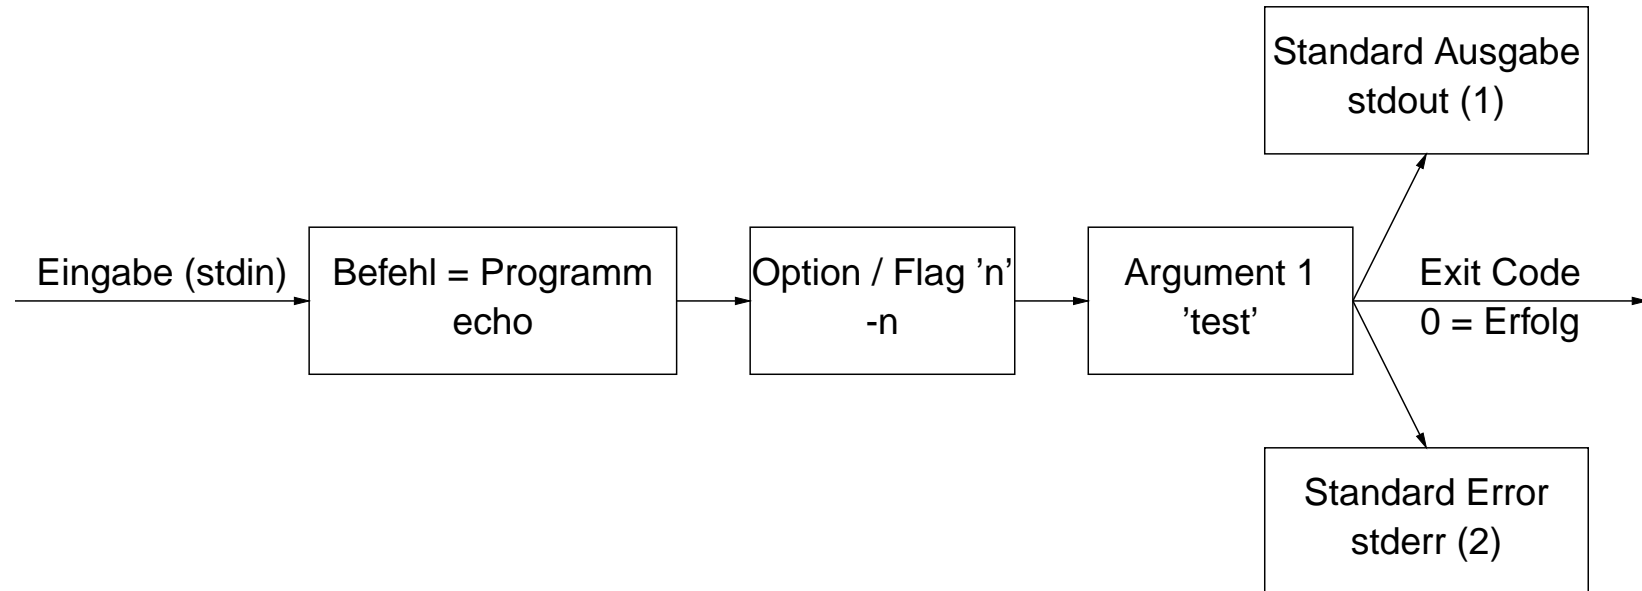 Standard Ausgabe
stdout (1)
Eingabe (stdin)
Befehl = Programm
echo
Option / Flag ’n’
-n
Argument 1
’test’
Exit Code
0 = Erfolg
Standard Error
stderr (2)